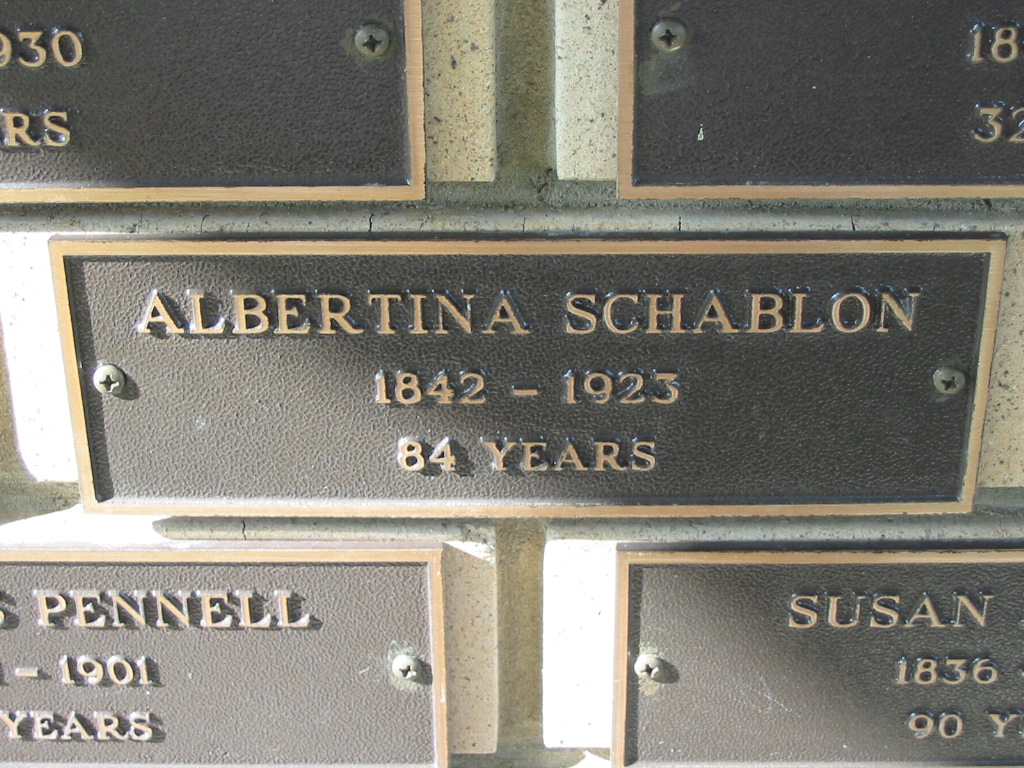 930
RS
ALBERTINA SCHABLON
1842 – 1923
84 YEARS
S PENNELL
– 1901
YEARS
SUSAN
1836
90 Y
18
32